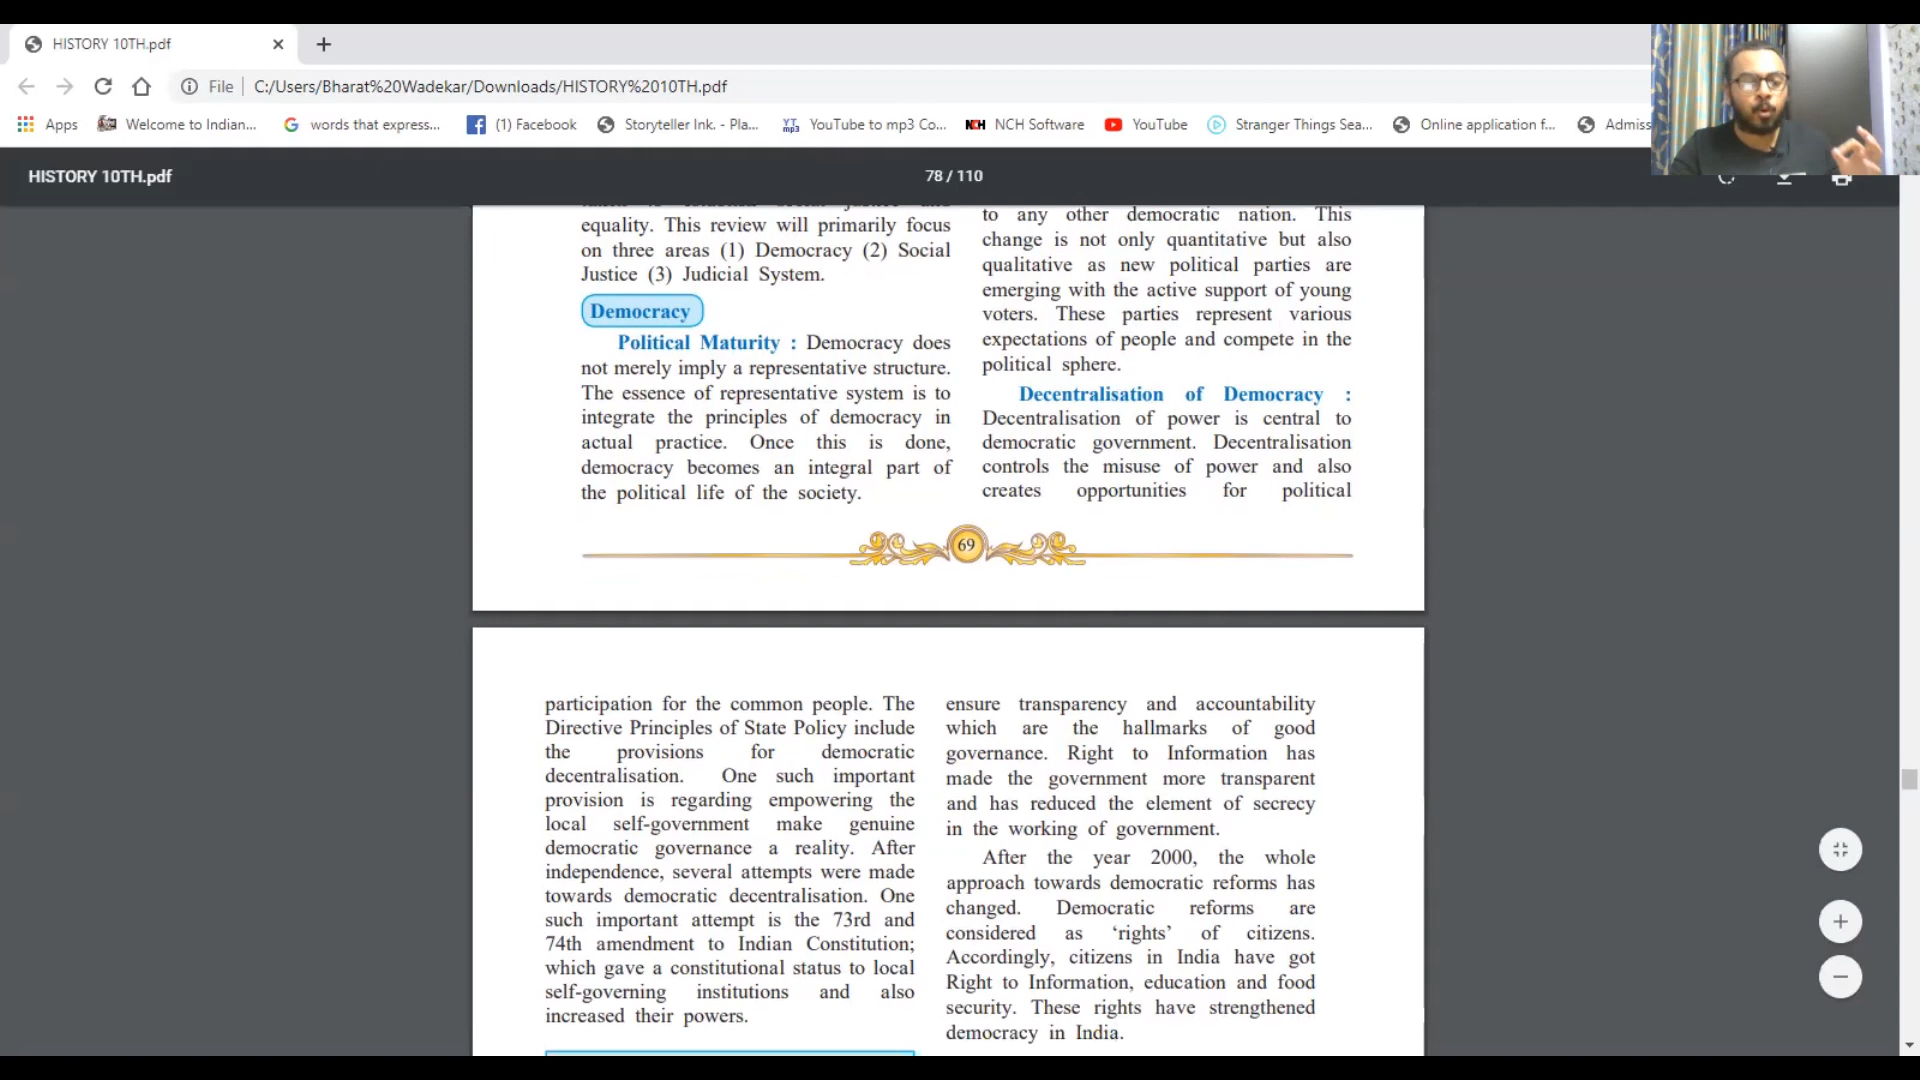 HISTORY 10TH.pdf
File
C:/Users/Bharat%20Wadekar/Downloads/HISTORY%2010TH.pdf
Apps
Welcome to Indian...
words that express...
(1) Facebook
Storyteller Ink. - Pla...
YouTube to mp3 Co...
NCH Software
YouTube
Stranger Things Sea...
Online application f...
Admiss
HISTORY 10TH.pdf
78 / 110
equality. This review will primarily focus
on three areas (1) Democracy (2) Social
Justice (3) Judicial System.
Democracy
Political Maturity : Democracy does
not merely imply a representative structure.
The essence of representative system is to
integrate the principles of democracy in
actual practice. Once this is done,
democracy becomes an integral part of
the political life of the society.
to any other democratic nation. This
change is not only quantitative but also
qualitative as new political parties are
emerging with the active support of young
voters. These parties represent various
expectations of people and compete in the
political sphere.
Decentralisation of Democracy :
Decentralisation of power is central to
democratic government. Decentralisation
controls the misuse of power and also
creates opportunities for political
69
participation for the common people. The
Directive Principles of State Policy include
the provisions for democratic
decentralisation. One such important
provision is regarding empowering the
local self-government make genuine
democratic governance a reality. After
independence, several attempts were made
towards democratic decentralisation. One
such important attempt is the 73rd and
74th amendment to Indian Constitution;
which gave a constitutional status to local
self-governing institutions and also
increased their powers.
ensure transparency and accountability
which are the hallmarks of good
governance. Right to Information has
made the government more transparent
and has reduced the element of secrecy
in the working of government.
After the year 2000, the whole
approach towards democratic reforms has
changed. Democratic reforms are
considered as ‘rights’ of citizens.
Accordingly, citizens in India have got
Right to Information, education and food
security. These rights have strengthened
democracy in India.